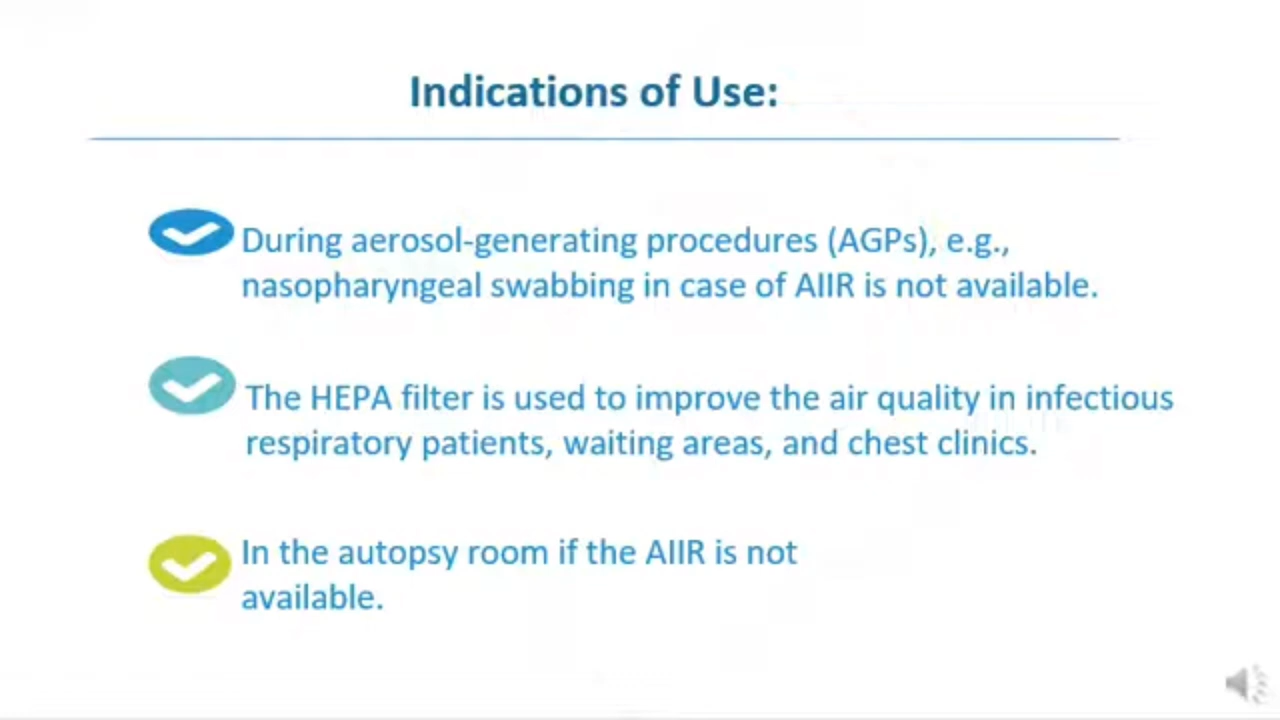 Indications of Use:
During aerosol-generating procedures (AGPs), e.g.,
nasopharyngeal swabbing in case of AIIR is not available.
The HEPA filter is used to improve the air quality in infectious
respiratory patients, waiting areas, and chest clinics.
In the autopsy room if the AIIR is not
available.